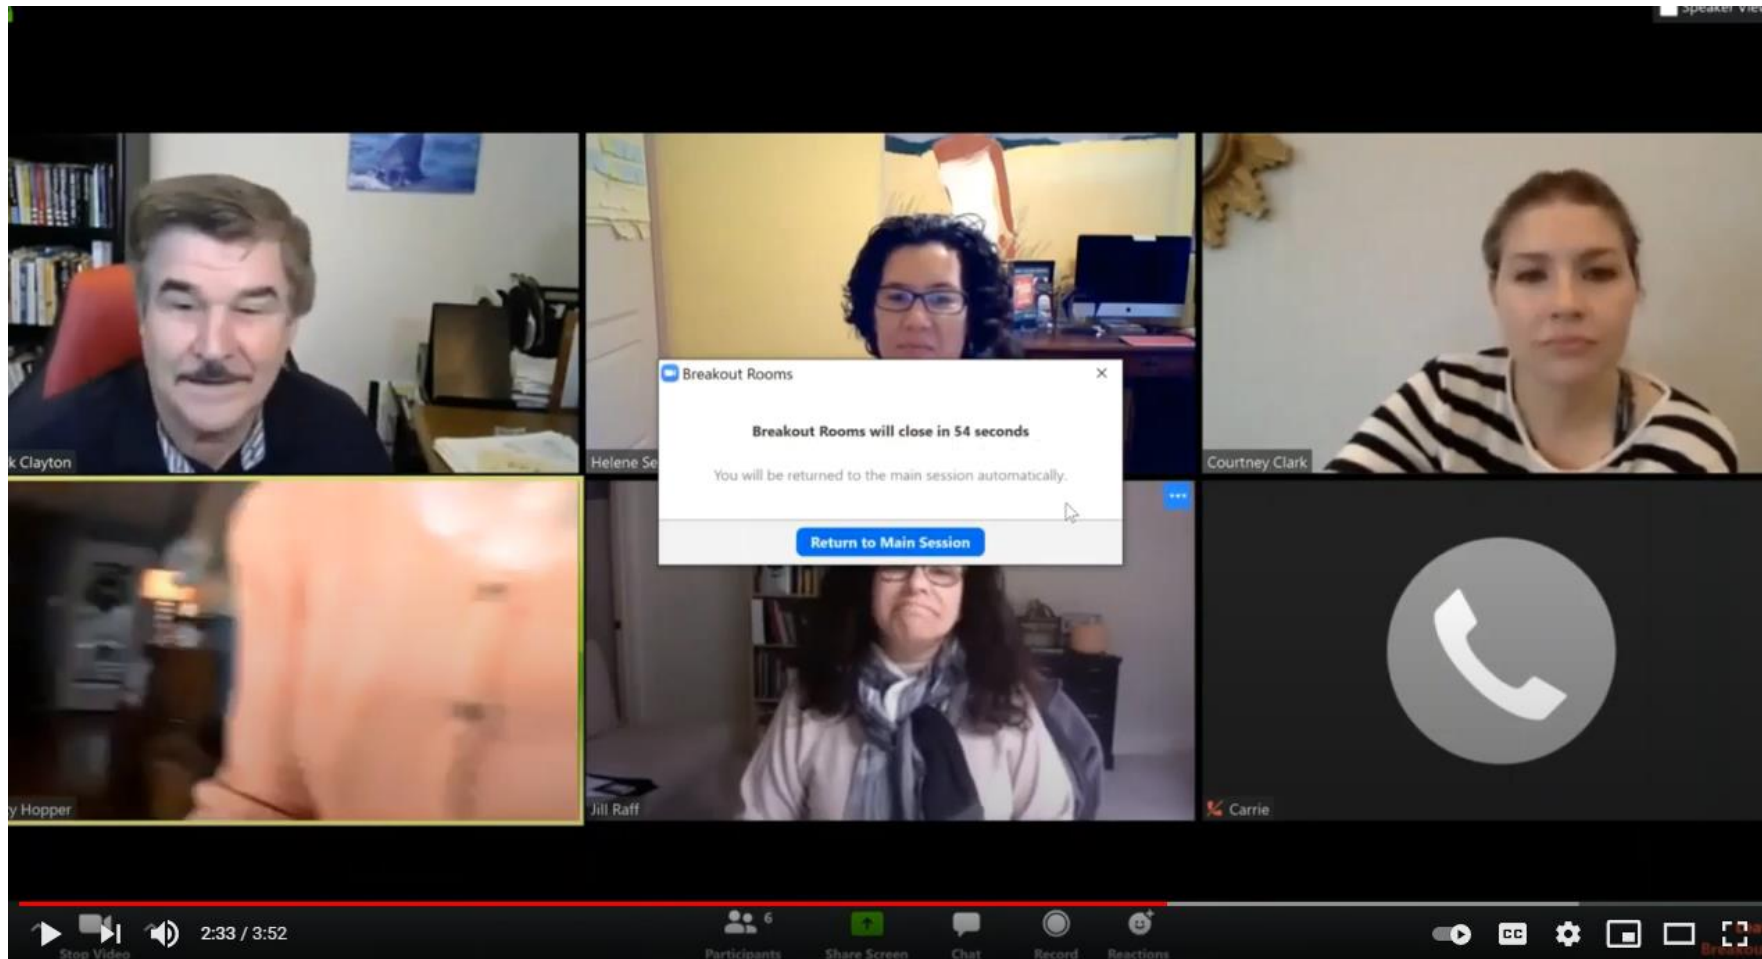 Speaker View
Breakout Rooms
Breakout Rooms will close in 54 seconds
You will be returned to the main session automatically.
Return to Main Session
k Clayton
Helene Se
Courtney Clark
y Hopper
Jill Raff
Carrie
2:33 / 3:52
6
CC
Stop Video
Participants
Share Screen
Chat
Record
Reactions